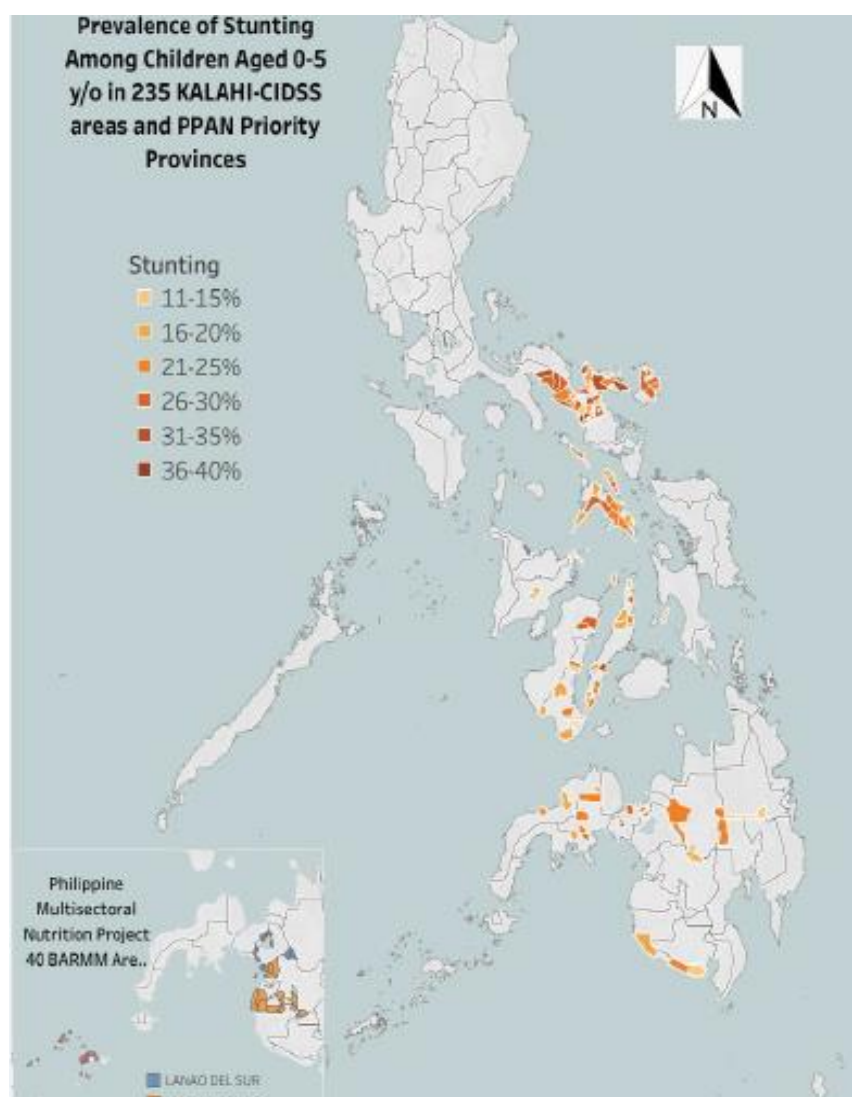 Prevalence of Stunting
Among Children Aged 0-5
y/o in 235 KALAHI-CIDSS
areas and PPAN Priority
Provinces
N
Stunting
11-15%
16-20%
21-25%
26-30%
31-35%
36-40%
Philippine
Multisectoral
Nutrition Project
40 BARMM Are..
LANAO DEL SUR